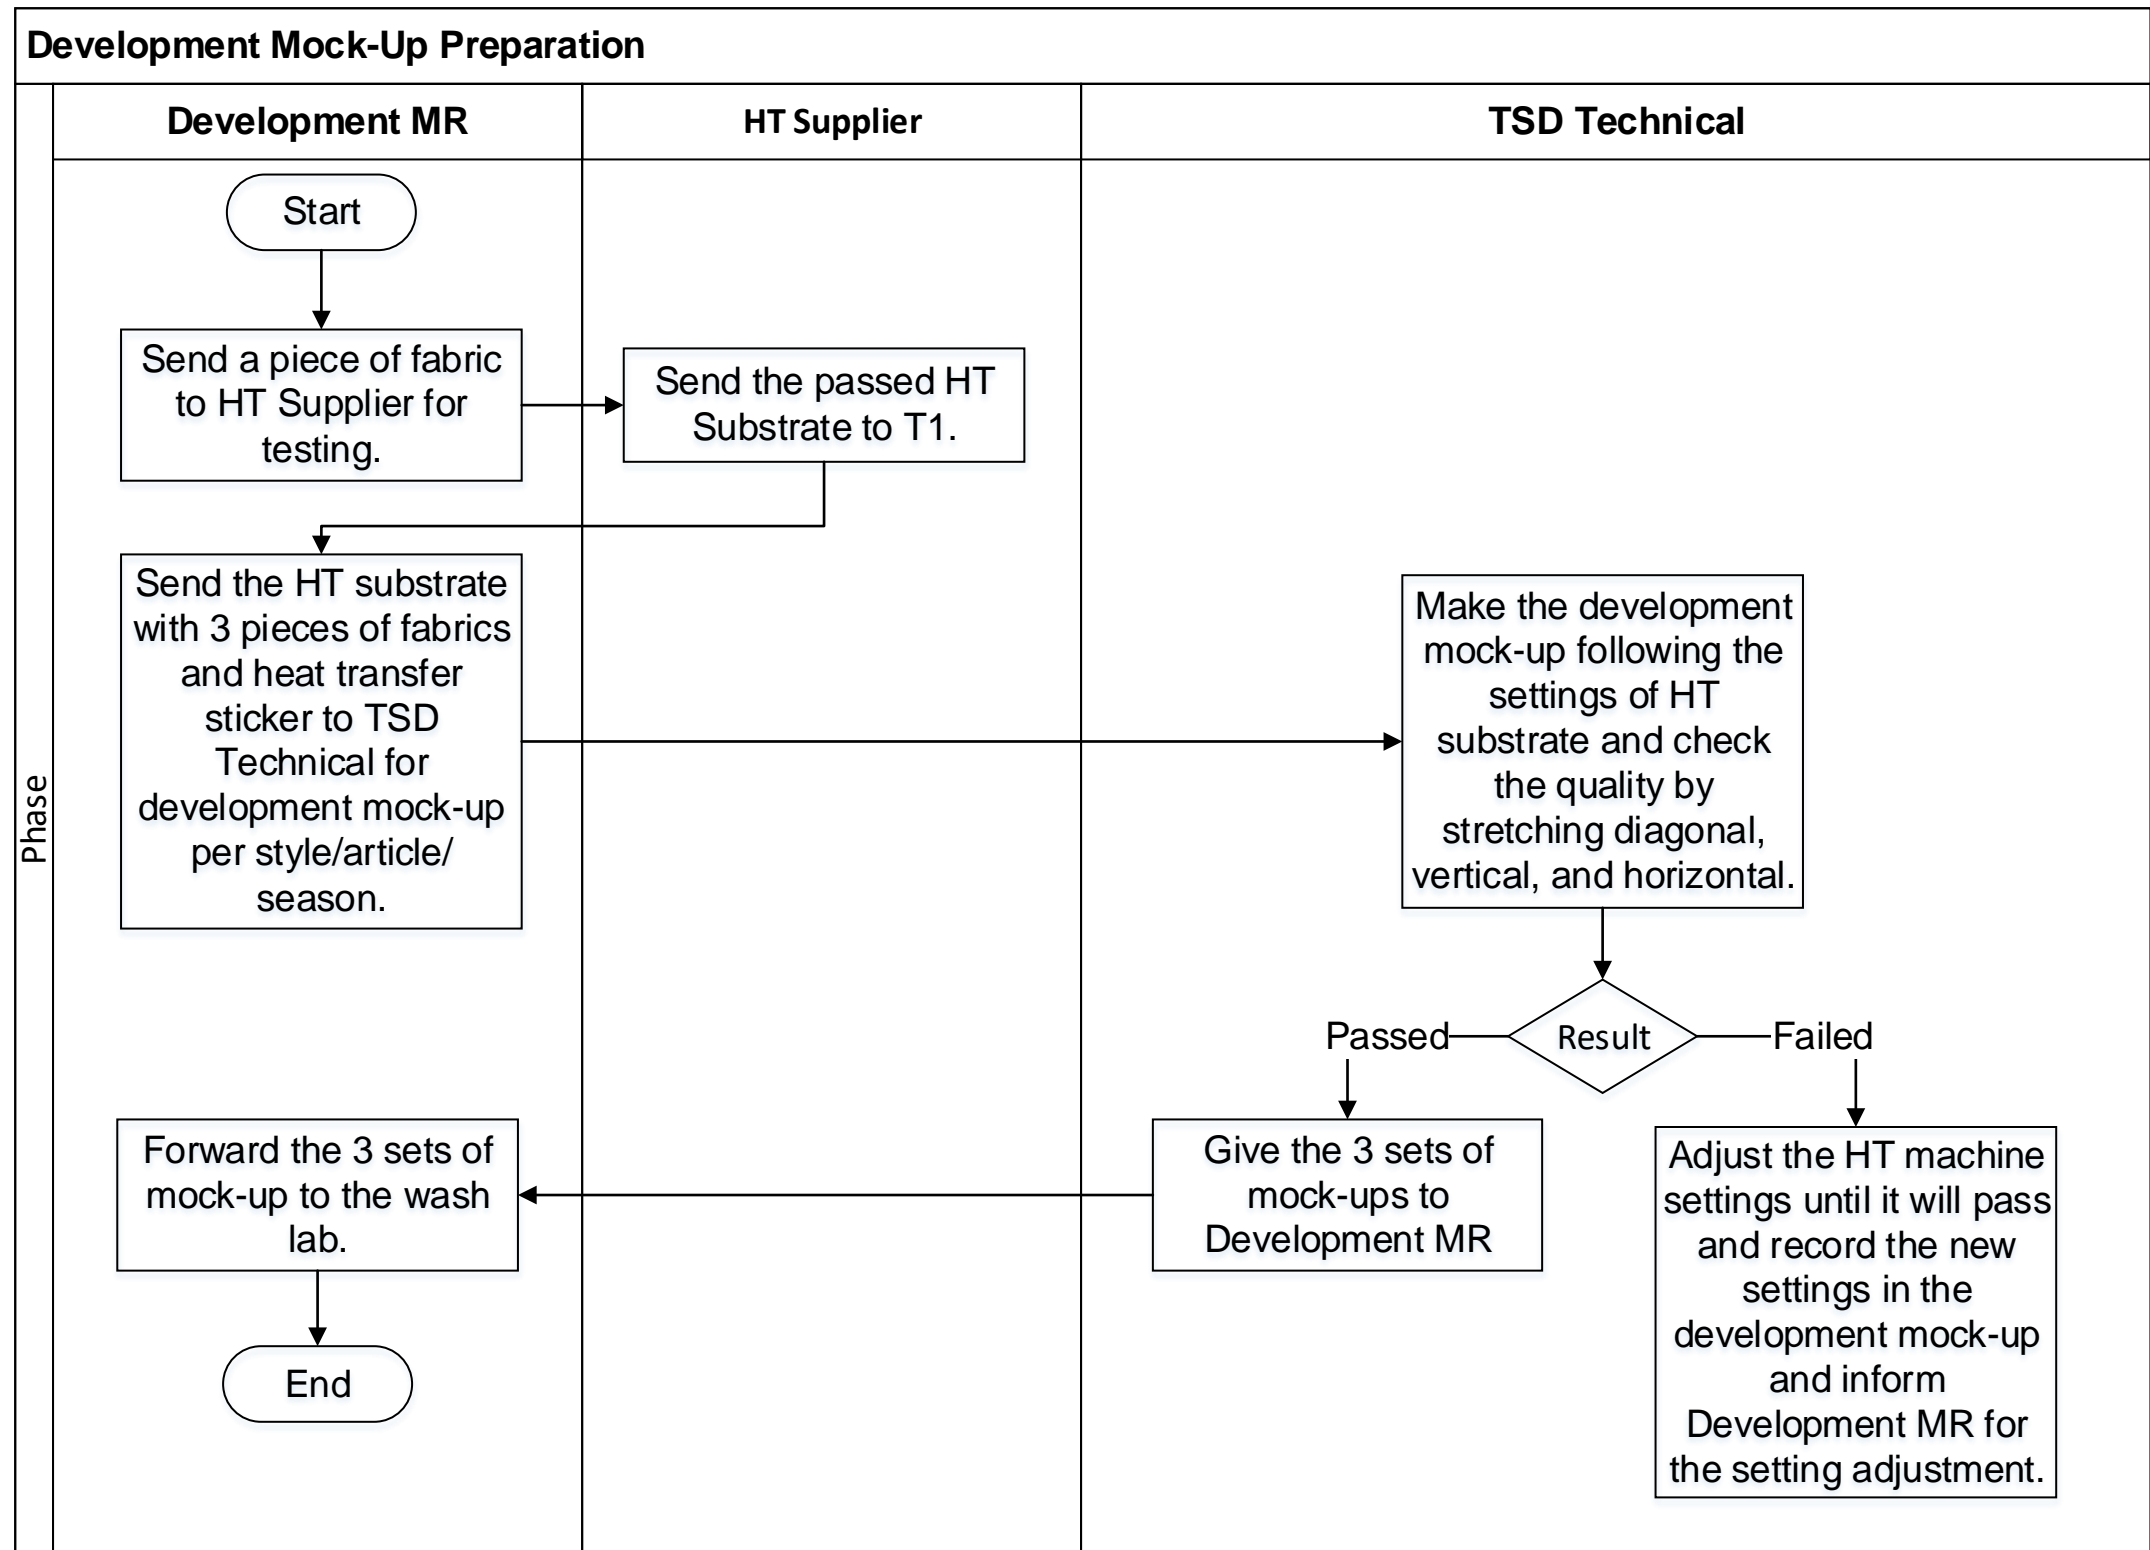 Development Mock-Up Preparation
Development MR
HT Supplier
TSD Technical
Phase
Start
Send a piece of fabric
to HT Supplier for
testing.
Send the passed HT
Substrate to T1.
Send the HT substrate
with 3 pieces of fabrics
and heat transfer
sticker to TSD
Technical for
development mock-up
per style/article/
season.
Make the development
mock-up following the
settings of HT
substrate and check
the quality by
stretching diagonal,
vertical, and horizontal.
Result
Passed
Failed
Give the 3 sets of
mock-ups to
Development MR
Adjust the HT machine
settings until it will pass
and record the new
settings in the
development mock-up
and inform
Development MR for
the setting adjustment.
Forward the 3 sets of
mock-up to the wash
lab.
End